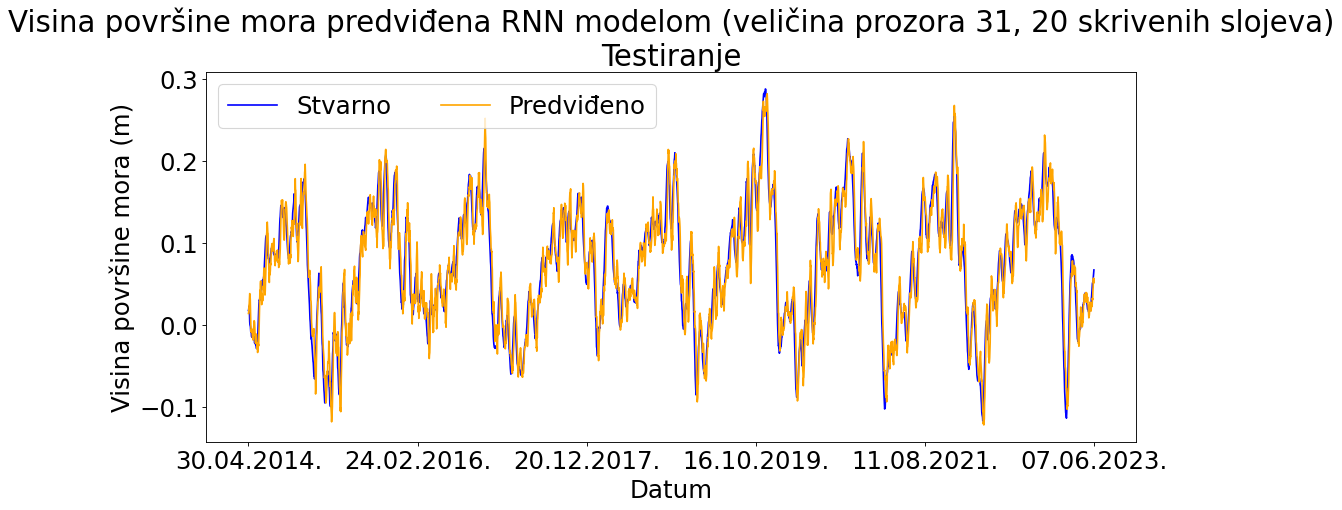 Visina površine mora predviđena RNN modelom (veličina prozora 31, 20 skrivenih slojeva)
Testiranje
Stvarno
Predviđeno
Visina površine mora (m)
0.3
0.2
0.1
0.0
−0.1
30.04.2014. 24.02.2016. 20.12.2017. 16.10.2019. 11.08.2021. 07.06.2023.
Datum